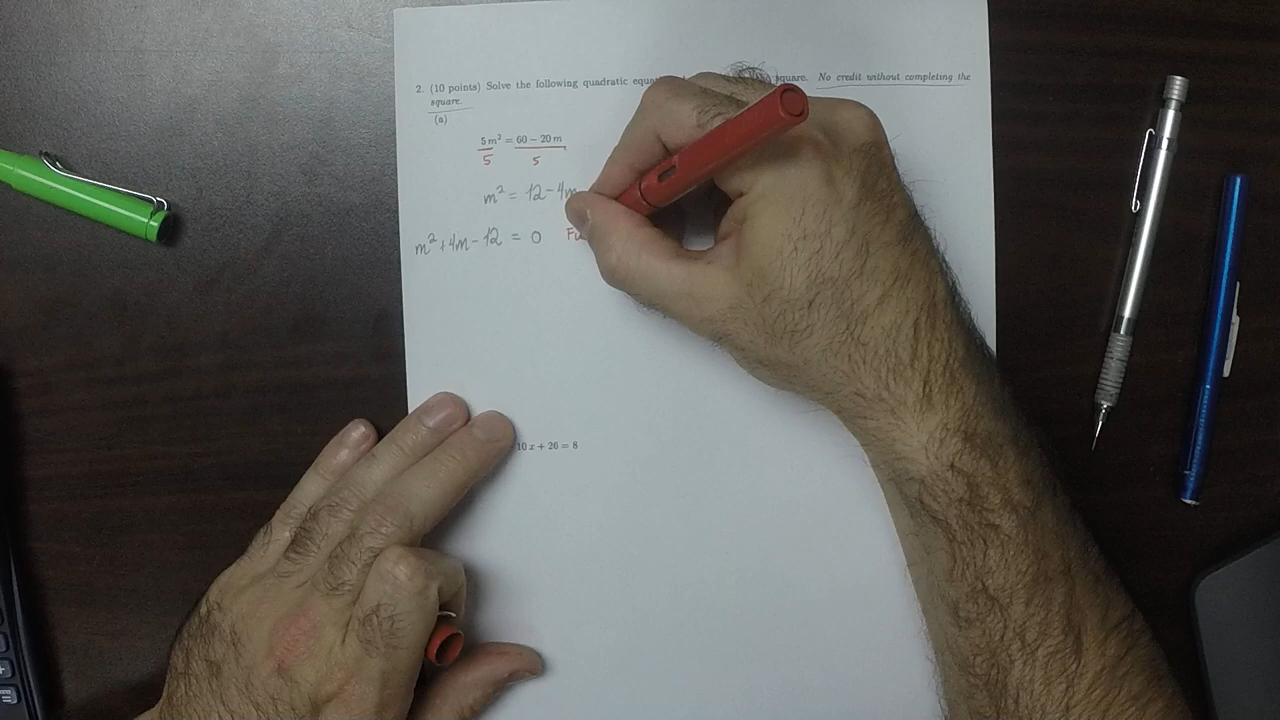 2. (10 points) Solve the following quadratic square. No credit without completing the
square.
(a)
5m² = 60 − 20m
5 5
m² = 12 - 4m
m² + 4m - 12 = 0
10x + 26 = 8